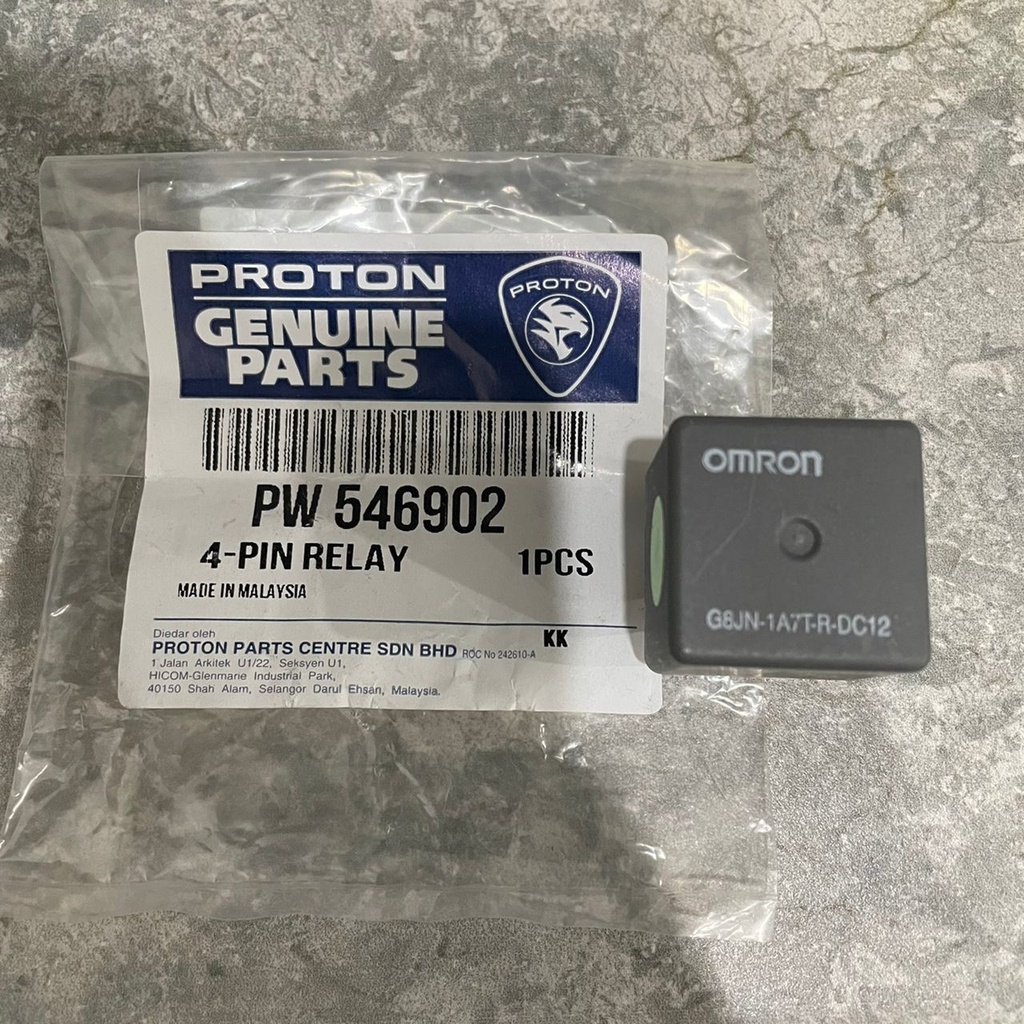 PROTON
GENUINE
PARTS
PROTON
PW 546902
4-PIN RELAY 1PCS
MADE IN MALAYSIA
KK
Diedar oleh
PROTON PARTS CENTRE SDN BHD ROC No 242610-A
1 Jalan Arkitek U1/22, Seksyen U1,
HICOM-Glenmarie Industrial Park,
40150 Shah Alam, Selangor Darul Ehsan, Malaysia.
OMRON
G8JN-1A7T-R-DC12